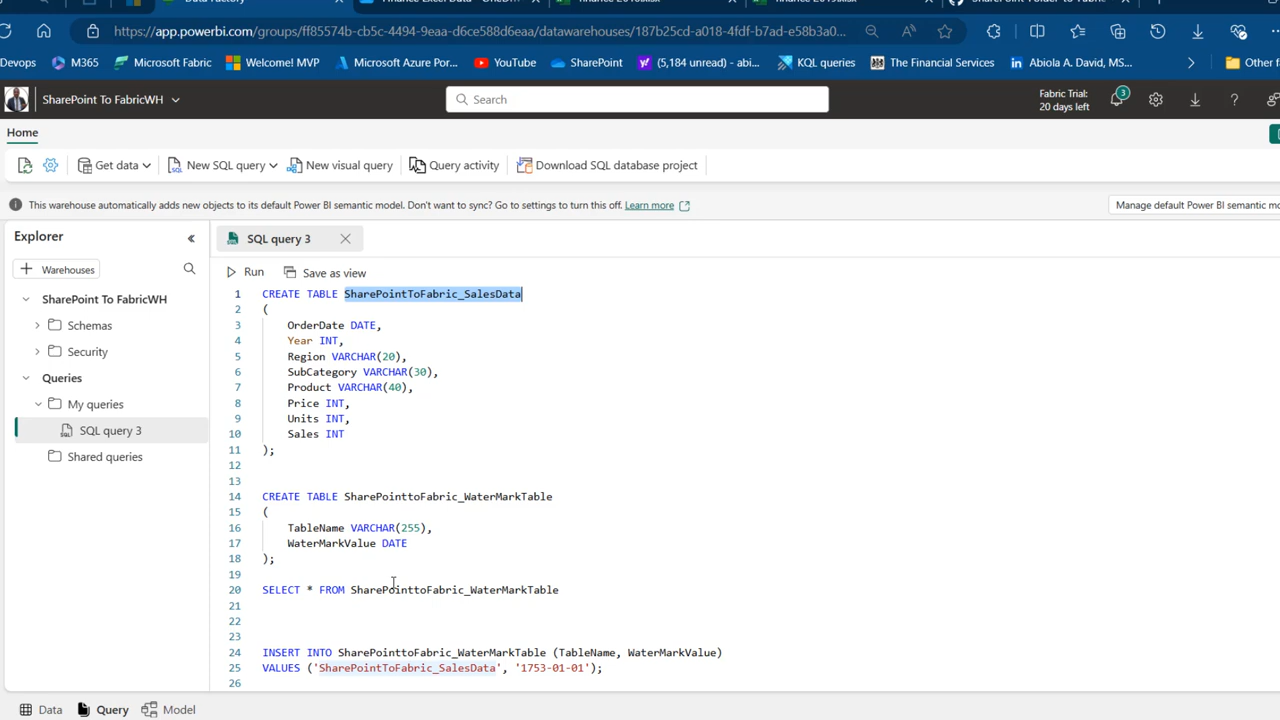 Data Factory
Finance Excel Data - OneD
https://app.powerbi.com/groups/ff85574b-cb5c-4494-9eaa-d6ce588d6eaa/datawarehouses/187b25cd-a018-4fdf-b7ad-e58b3a0...
Devops M365 Microsoft Fabric Welcome! MVP Microsoft Azure Por... YouTube SharePoint (5,184 unread) - abi... KQL queries The Financial Services LinkedIn Abiola A. David, MS... Other fa
SharePoint To FabricWH
Search
Fabric Trial:
20 days left
3
Home
Get data
New SQL query
New visual query
Query activity
Download SQL database project
This warehouse automatically adds new objects to its default Power BI semantic model. Don't want to sync? Go to settings to turn this off. Learn more
Manage default Power BI semantic mo
Explorer
+ Warehouses
SharePoint To FabricWH
Schemas
Security
Queries
My queries
SQL query 3
Shared queries
SQL query 3
Run
Save as view
1 CREATE TABLE SharePointToFabric_SalesData
2 (
3 OrderDate DATE,
4 Year INT,
5 Region VARCHAR(20),
6 SubCategory VARCHAR(30),
7 Product VARCHAR(40),
8 Price INT,
9 Units INT,
10 Sales INT
11 );
12
13
14 CREATE TABLE SharePointtoFabric_WaterMarkTable
15 (
16 TableName VARCHAR(255),
17 WaterMarkValue DATE
18 );
19
20 SELECT * FROM SharePointtoFabric_WaterMarkTable
21
22
23
24 INSERT INTO SharePointtoFabric_WaterMarkTable (TableName, WaterMarkValue)
25 VALUES ('SharePointToFabric_SalesData', '1753-01-01');
26
Data
Query
Model